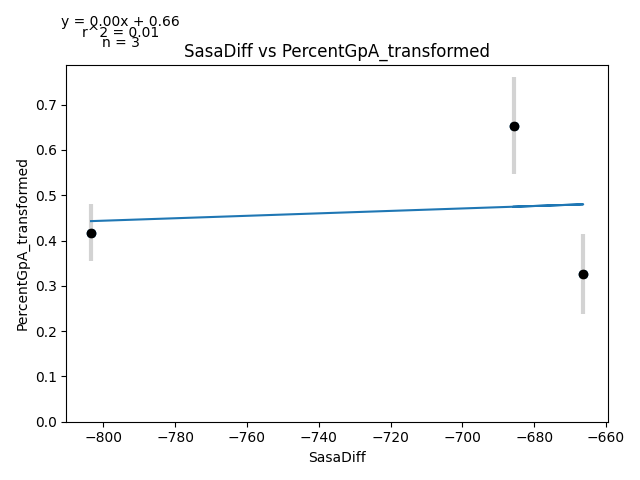 y = 0.00x + 0.66
r^2 = 0.01
n = 3
SasaDiff vs PercentGpA_transformed
PercentGpA_transformed
0.7
0.6
0.5
0.4
0.3
0.2
0.1
0.0
−800 −780 −760 −740 −720 −700 −680 −660
SasaDiff